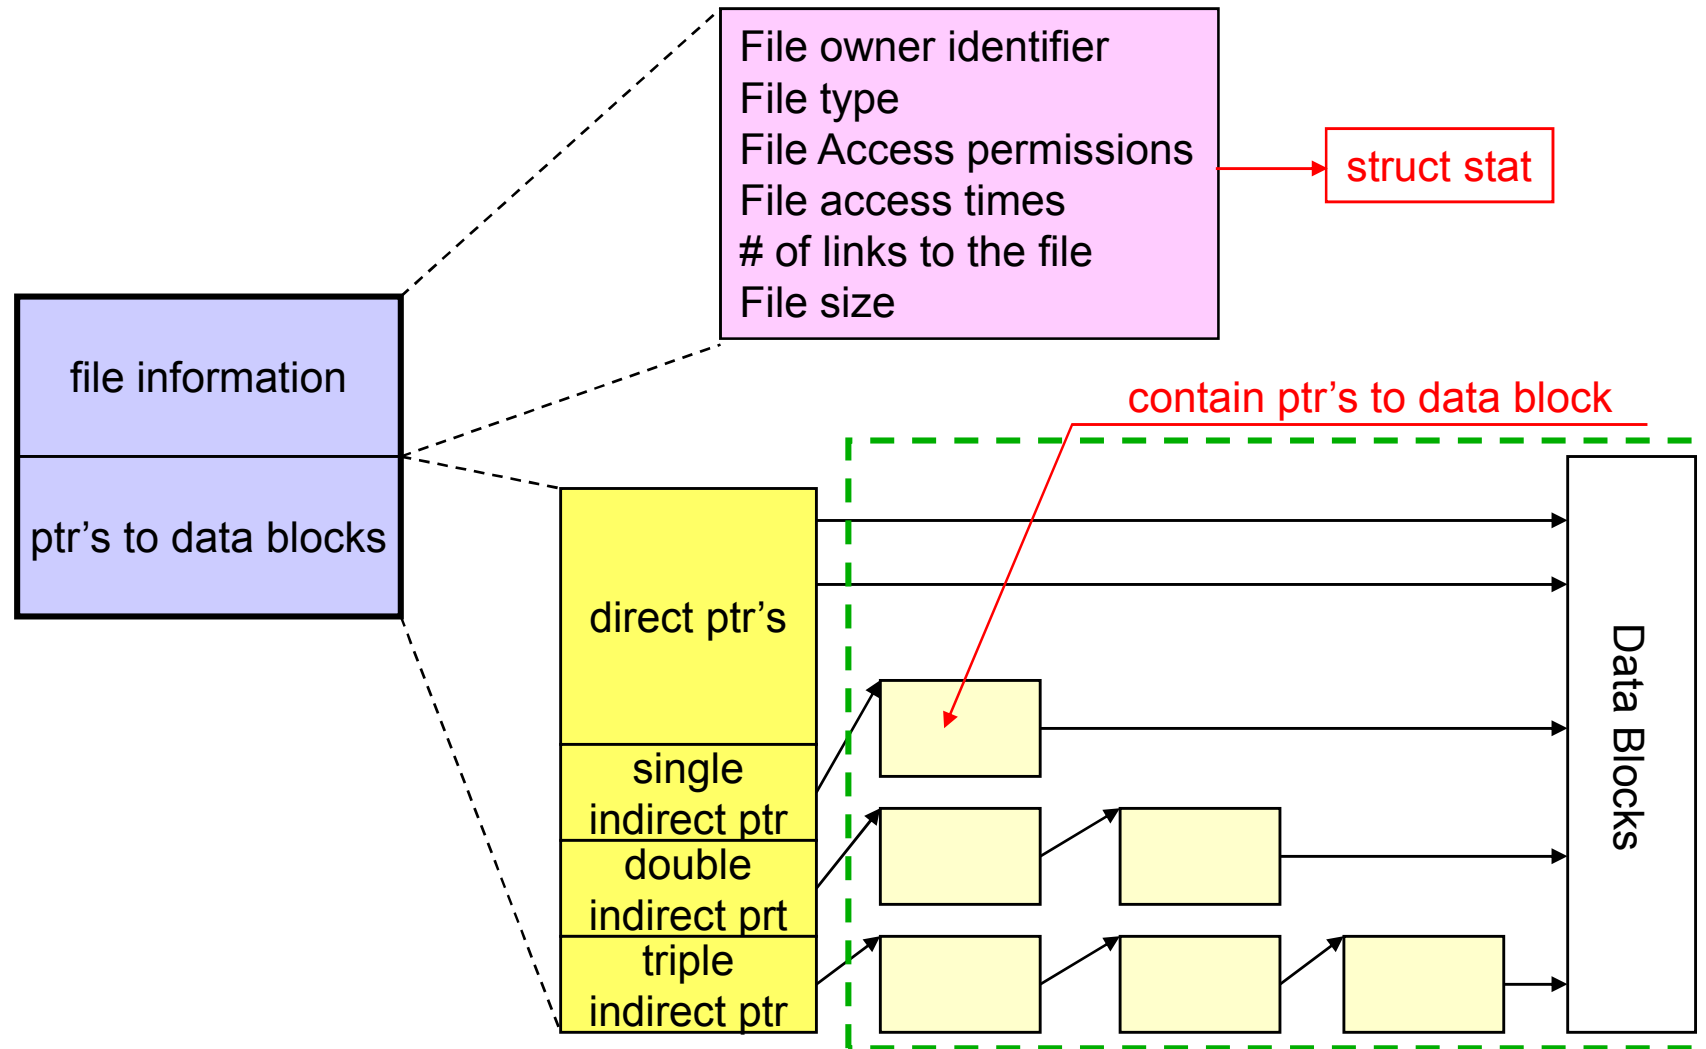 File owner identifier
File type
File Access permissions
File access times
# of links to the file
File size
struct stat
file information
ptr's to data blocks
contain ptr's to data block
direct ptr's
single
indirect ptr
double
indirect prt
triple
indirect ptr
Data Blocks